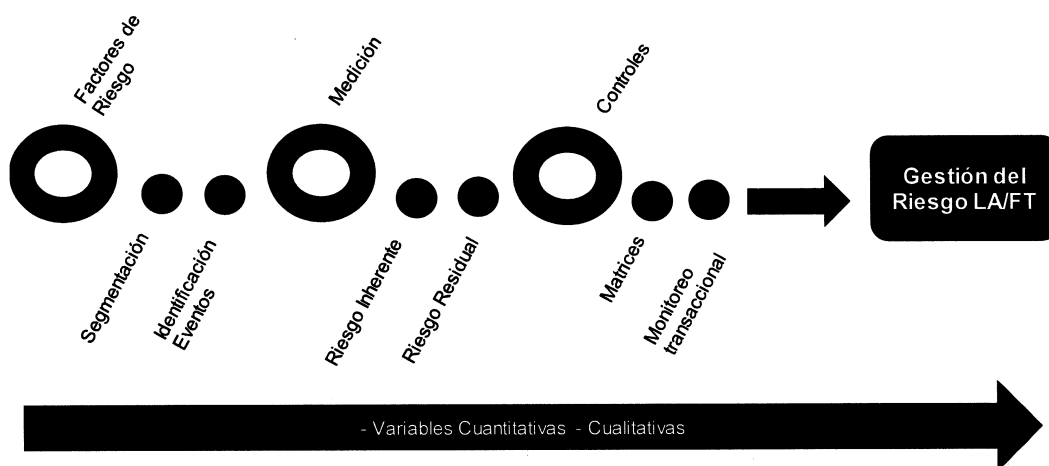 Factores de
Riesgo
Segmentación
Identificación
Eventos
Medición
Riesgo Inherente
Riesgo Residual
Controles
Matrices
Monitoreo
transaccional
Gestión del
Riesgo LA/FT
- Variables Cuantitativas - Cualitativas